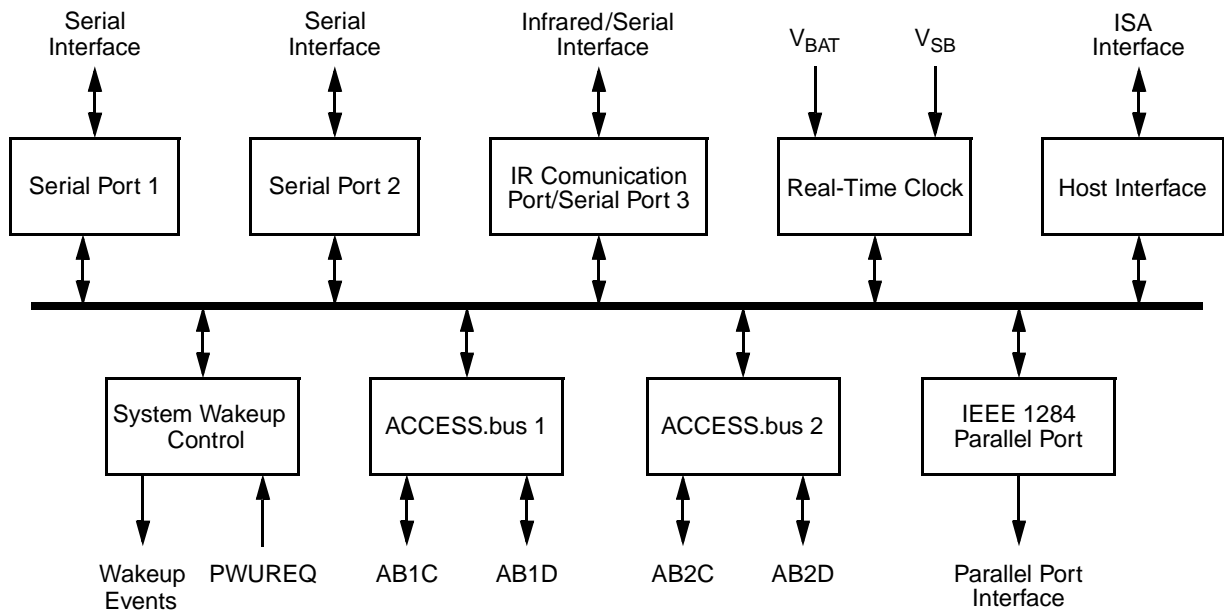 Serial
Interface
Serial
Interface
Infrared/Serial
Interface
VBAT
VSB
ISA
Interface
Serial Port 1
Serial Port 2
IR Comunication
Port/Serial Port 3
Real-Time Clock
Host Interface
System Wakeup
Control
ACCESS.bus 1
ACCESS.bus 2
IEEE 1284
Parallel Port
Wakeup
Events
PWUREQ
AB1C
AB1D
AB2C
AB2D
Parallel Port
Interface